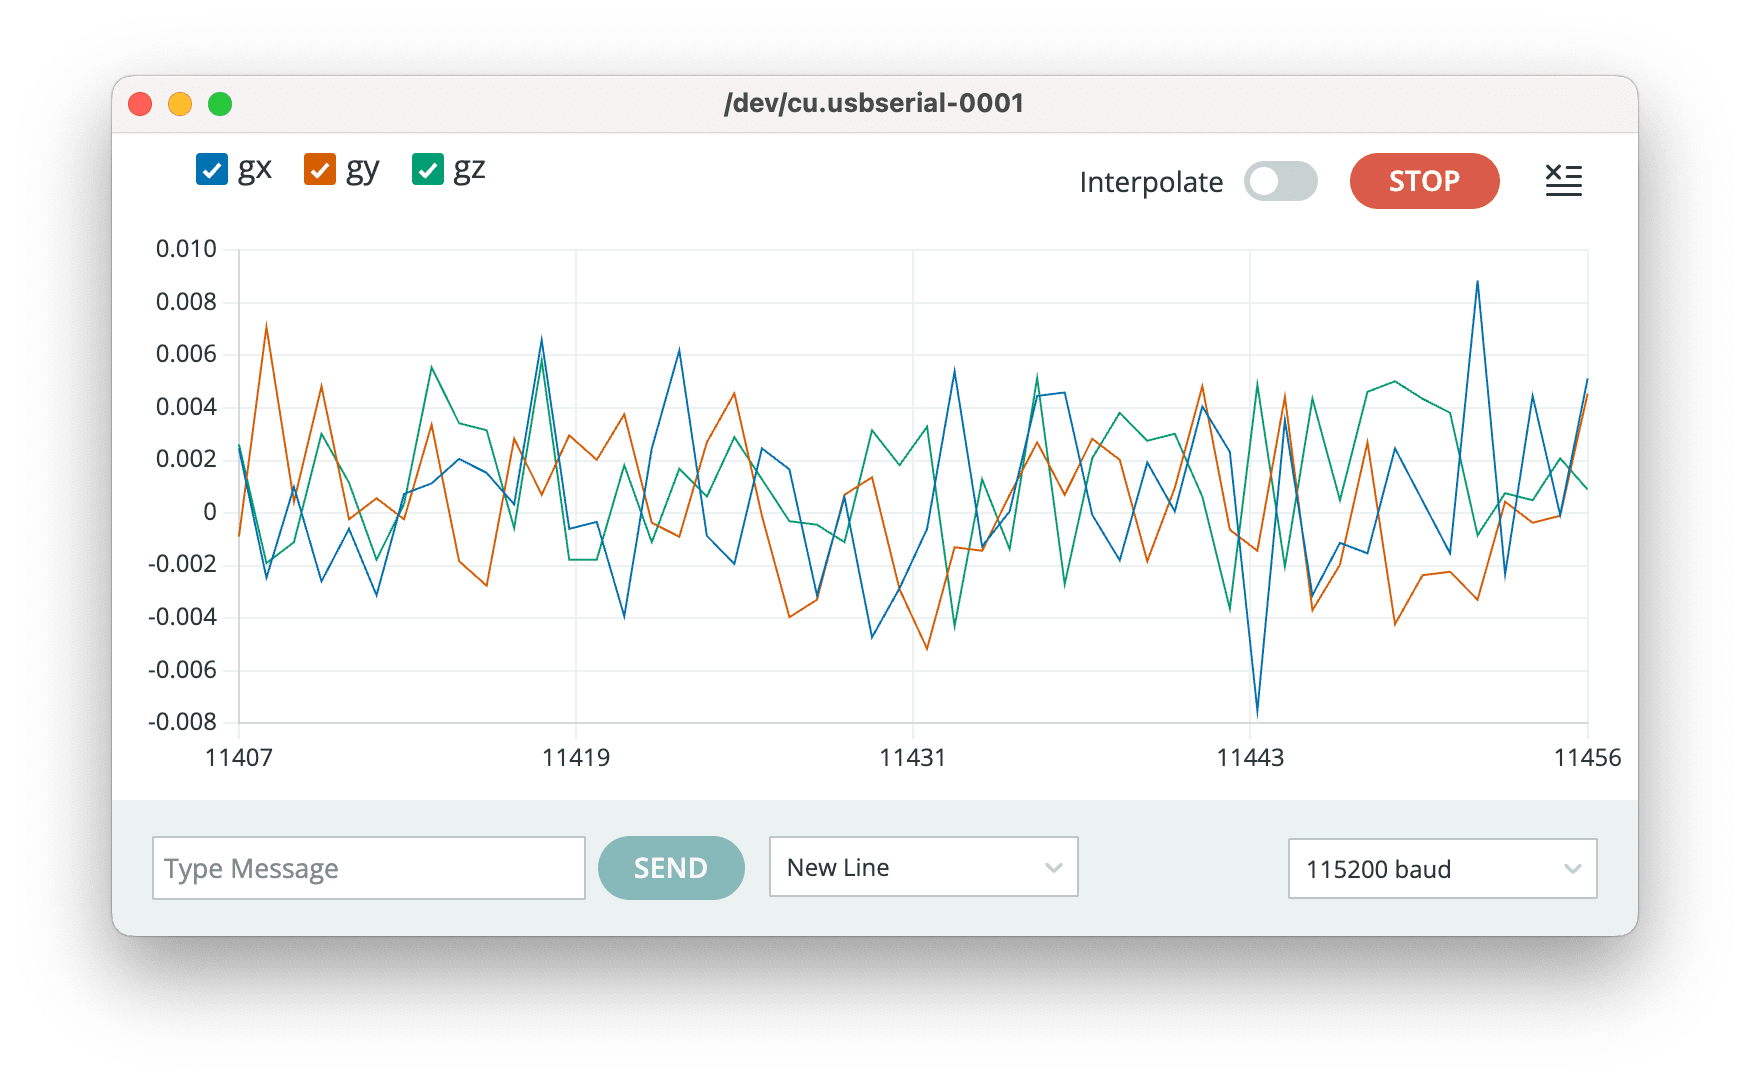 /dev/cu.usbserial-0001
gx gy gz
Interpolate STOP
0.010
0.008
0.006
0.004
0.002
0
-0.002
-0.004
-0.006
-0.008
11407 11419 11431 11443 11456
Type Message SEND New Line 115200 baud